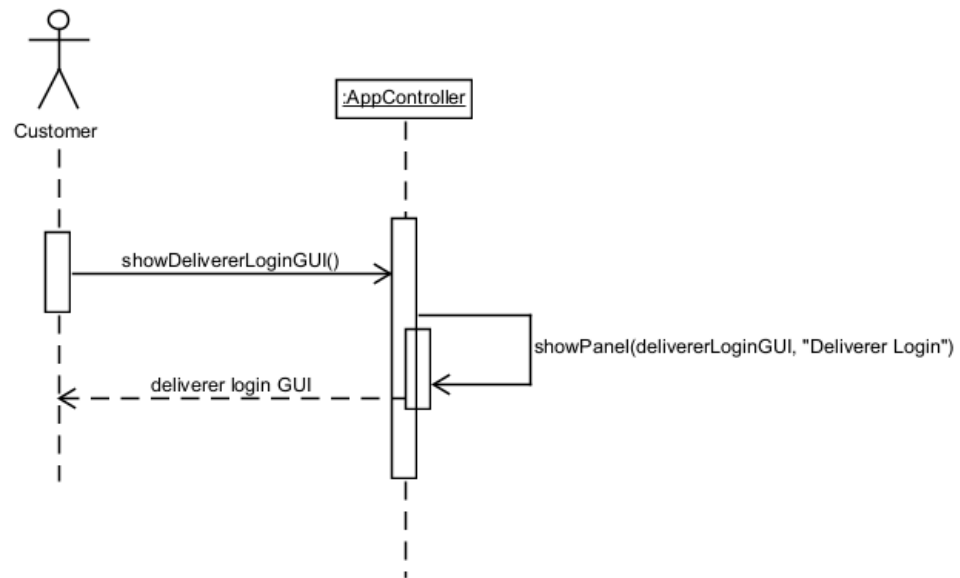 Customer
:AppController
showDelivererLoginGUI()
showPanel(delivererLoginGUI, "Deliverer Login")
deliverer login GUI